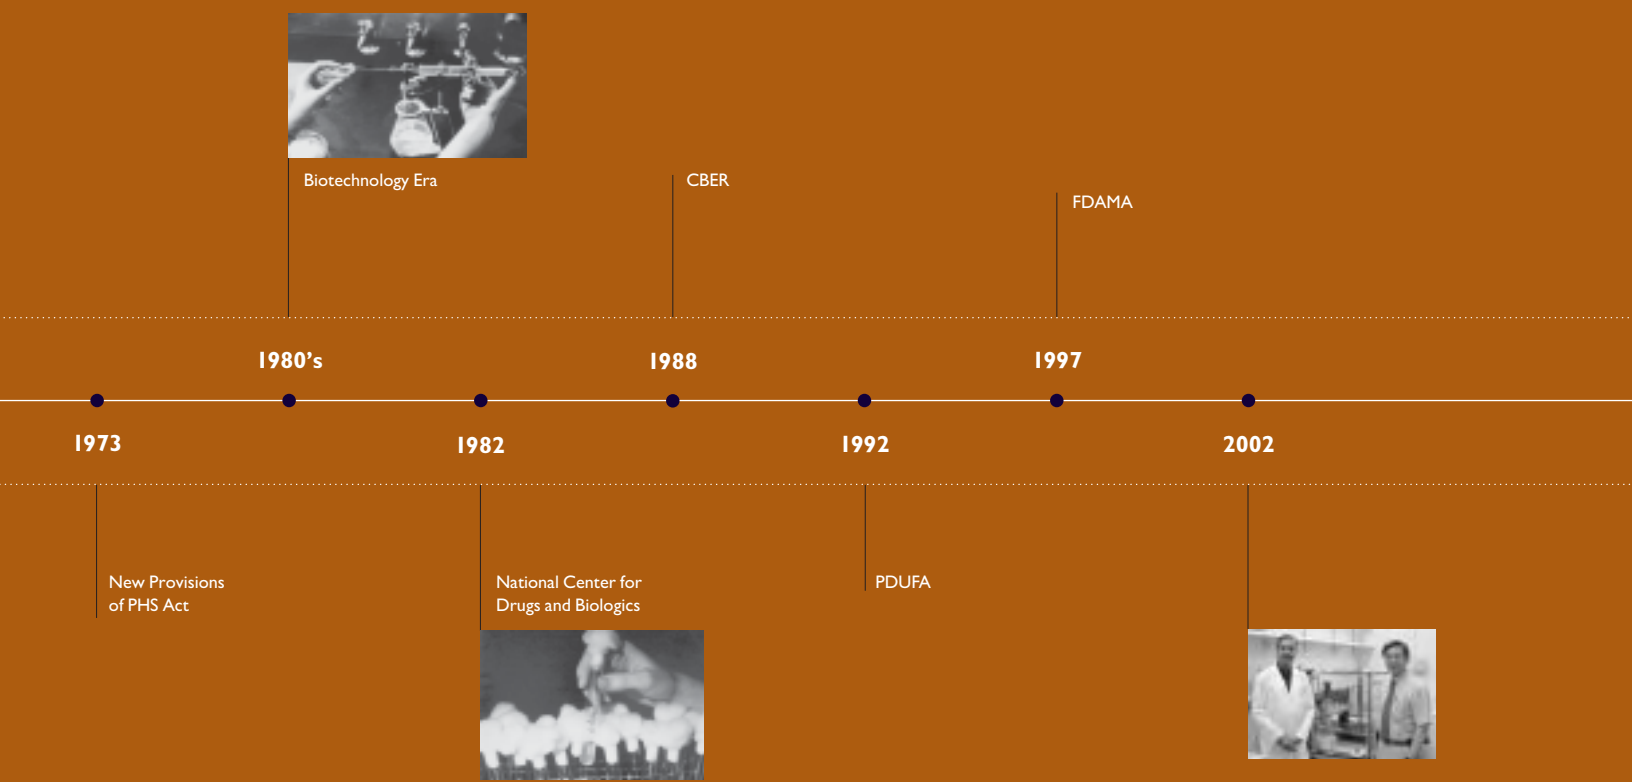 Biotechnology Era
CBER
FDAMA
1980's
1988
1997
1973
1982
1992
2002
New Provisions
of PHS Act
National Center for
Drugs and Biologics
PDUFA